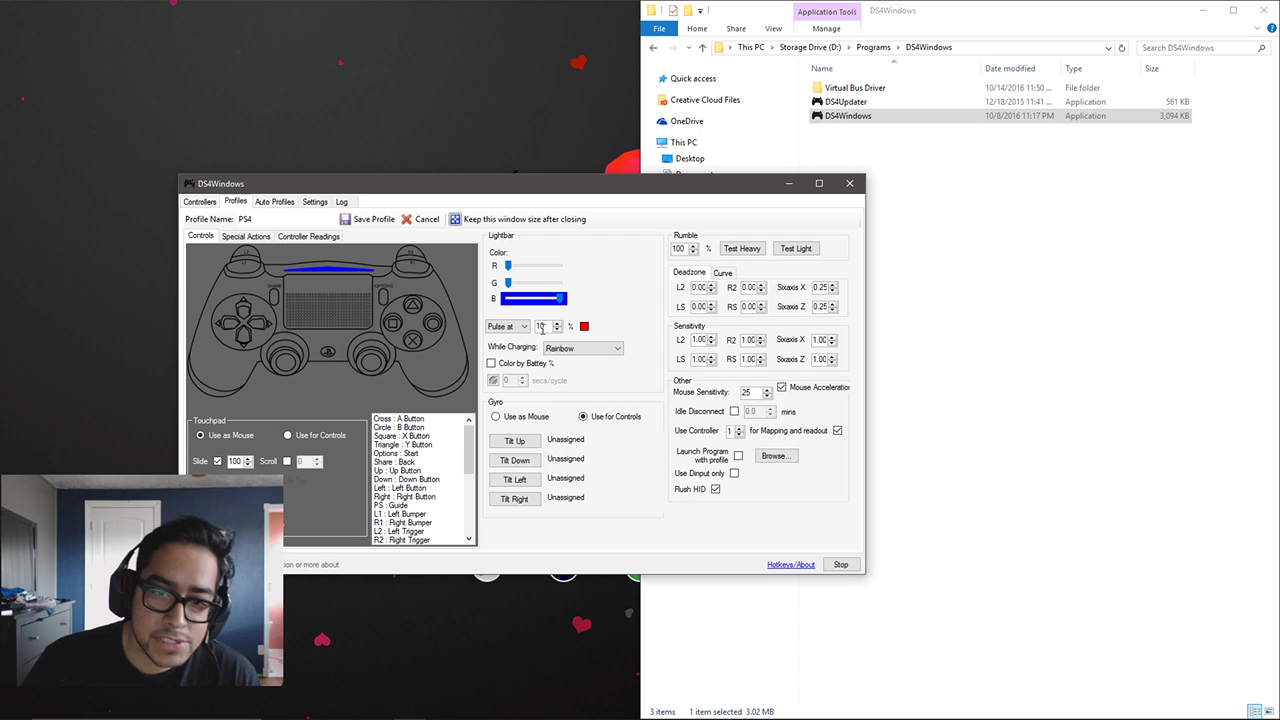 Application Tools
DS4Windows
File
Home
Share
View
Manage
This PC
Storage Drive (D:)
Programs
DS4Windows
Search DS4Windows
Quick access
Creative Cloud Files
OneDrive
This PC
Desktop
Name
Date modified
Type
Size
Virtual Bus Driver
10/14/2016 11:50 ...
File folder
DS4Updater
12/18/2015 11:41 ...
Application
561 KB
DS4Windows
10/8/2016 11:17 PM
Application
3,094 KB
DS4Windows
Controllers
Profiles
Auto Profiles
Settings
Log
Profile Name: PS4
Save Profile
Cancel
Keep this window size after closing
Controls
Special Actions
Controller Readings
L2
R2
SHARE
OPTIONS
Touchpad
Use as Mouse
Use for Controls
Slide
100
Scroll
0
Cross : A Button
Circle : B Button
Square : X Button
Triangle : Y Button
Options : Start
Share : Back
Up : Up Button
Down : Down Button
Left : Left Button
Right : Right Button
PS : Guide
L1 : Left Bumper
R1 : Right Bumper
L2 : Left Trigger
R2 : Right Trigger
Lightbar
Color:
R
G
B
Pulse at
10
%
While Charging:
Rainbow
Color by Battey %
0
secs/cycle
Gyro
Use as Mouse
Use for Controls
Tilt Up
Unassigned
Tilt Down
Unassigned
Tilt Left
Unassigned
Tilt Right
Unassigned
Rumble
100
%
Test Heavy
Test Light
Deadzone
Curve
L2
0.00
R2
0.00
Sixaxis X
0.25
LS
0.00
RS
0.00
Sixaxis Z
0.25
Sensitivity
L2
1.00
R2
1.00
Sixaxis X
1.00
LS
1.00
RS
1.00
Sixaxis Z
1.00
Other
Mouse Sensitivity:
25
Mouse Acceleration
Idle Disconnect
0.0
mins
Use Controller
1
for Mapping and readout
Launch Program
with profile
Browse...
Use Dinput only
Flush HID
tion or more about
Hotkeys/About
Stop
3 items
1 item selected 3.02 MB